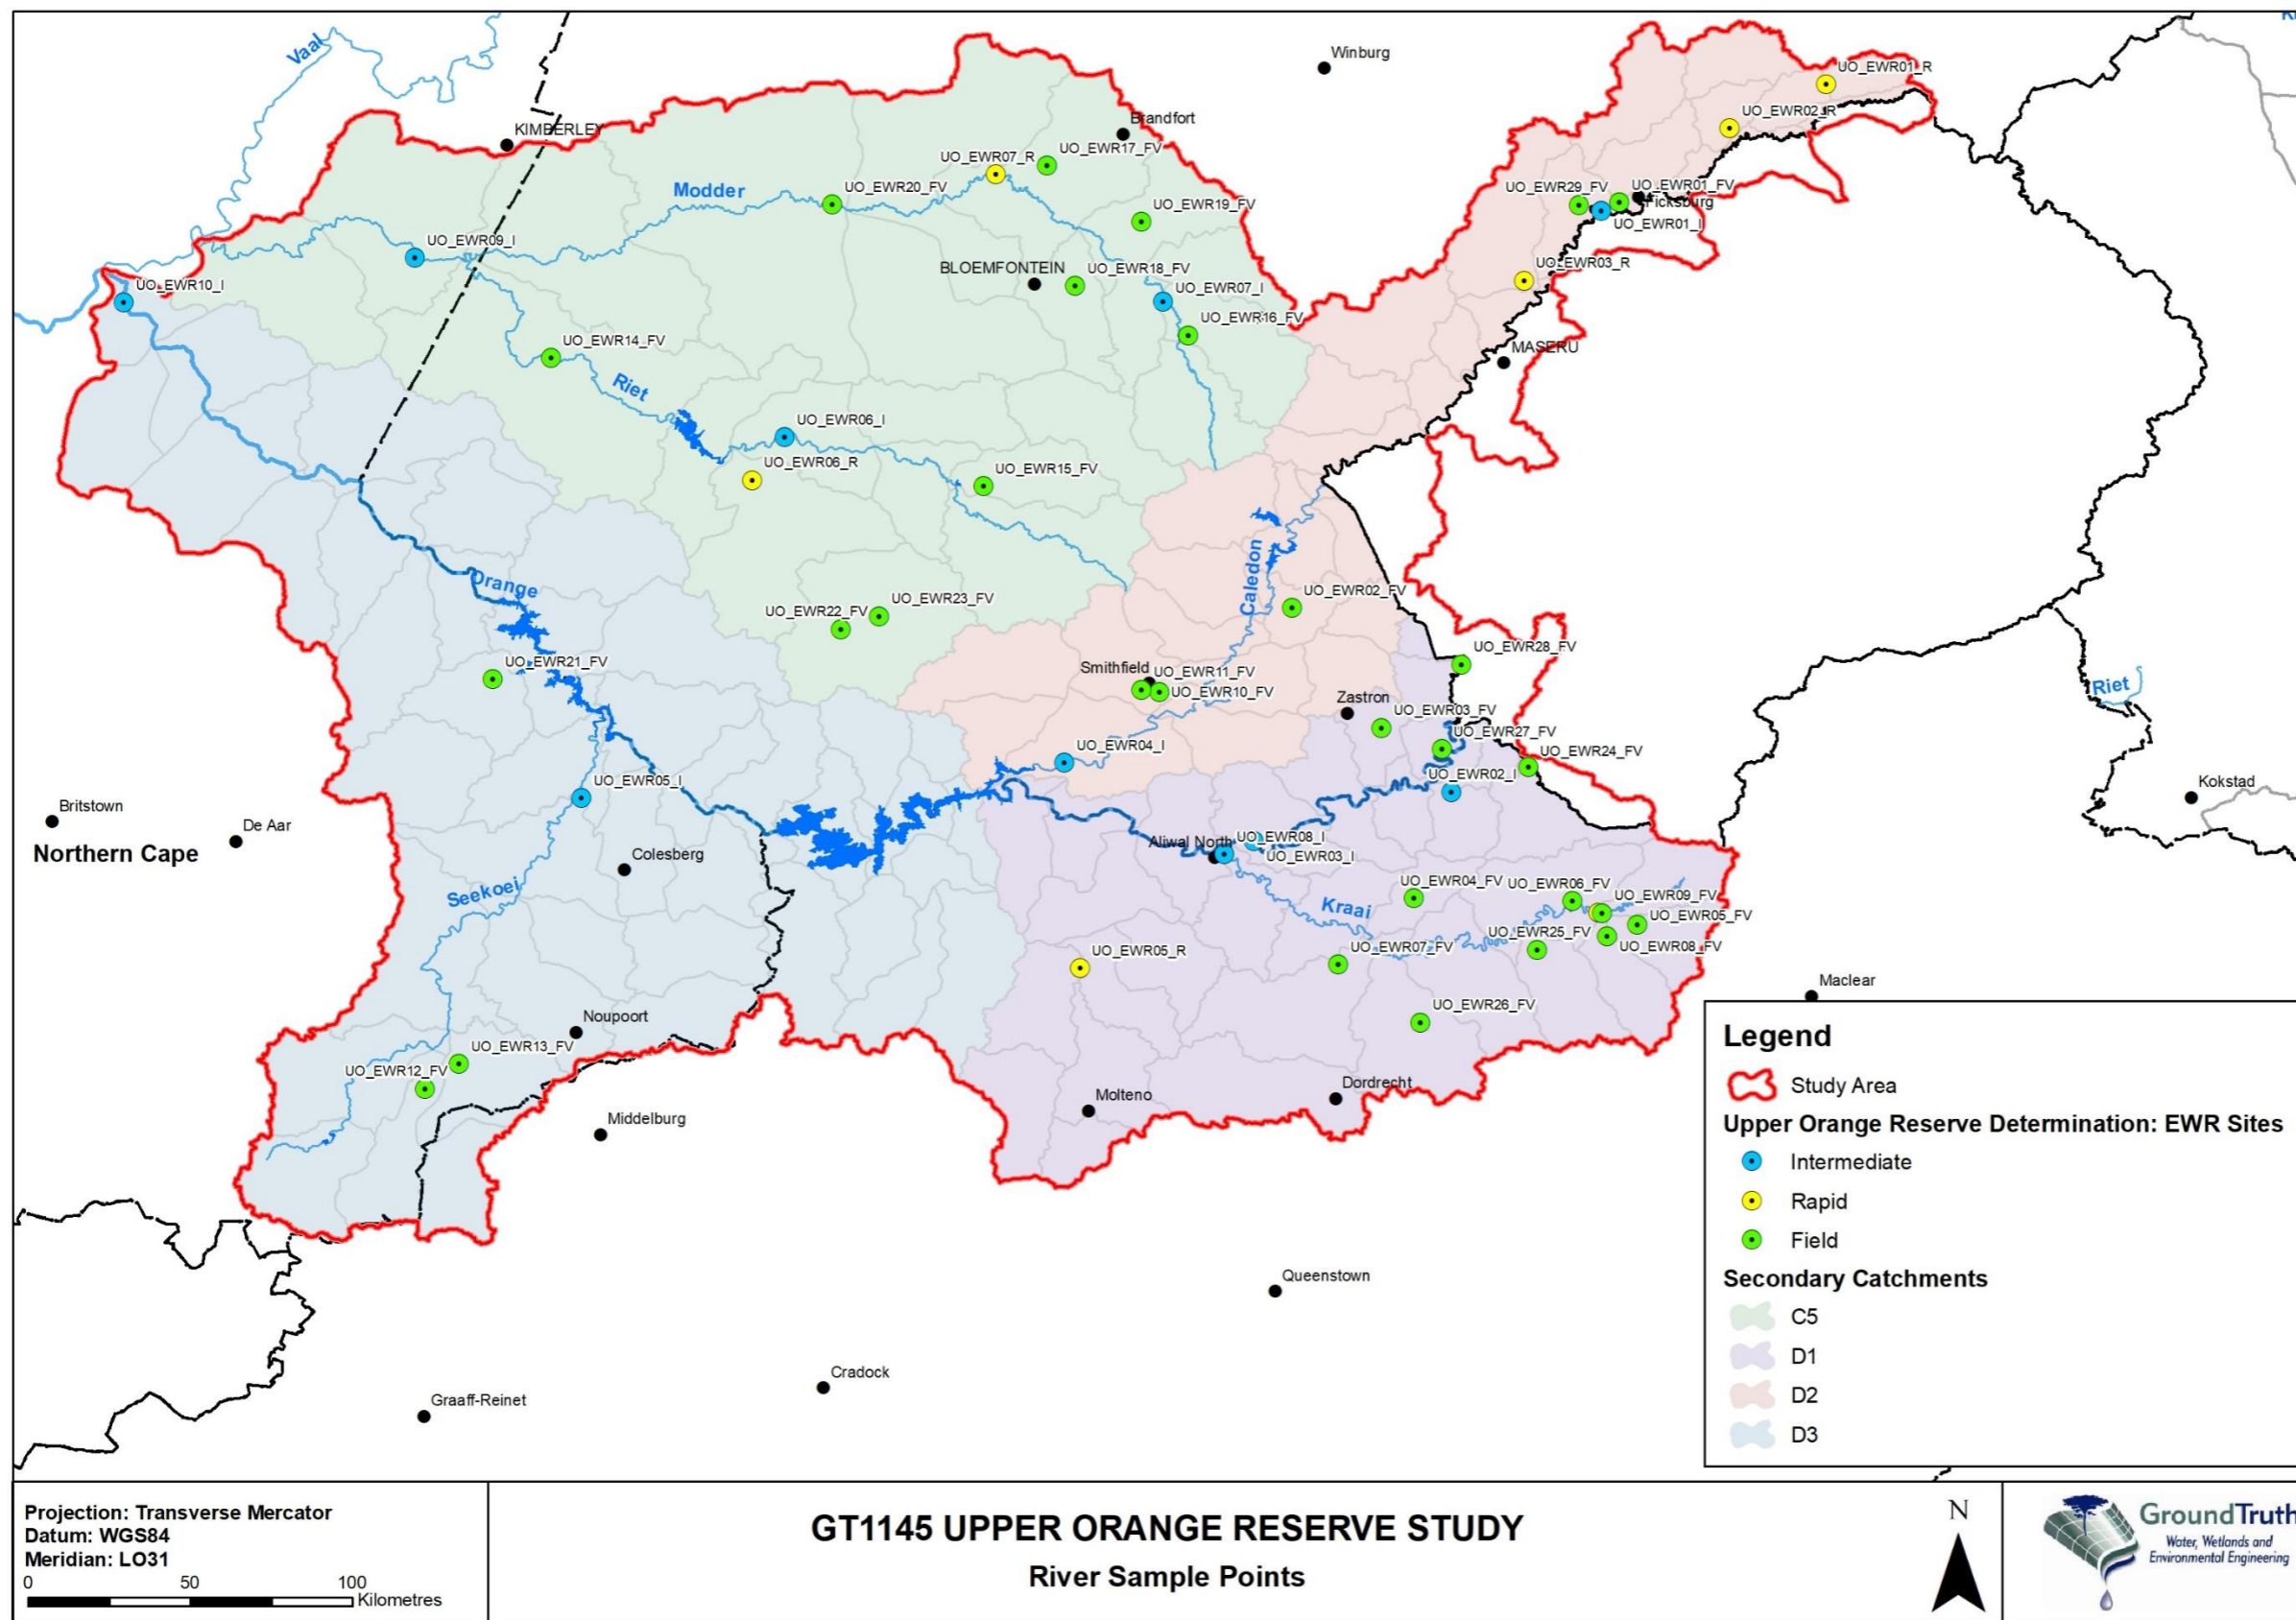 Vaal
Winburg
UO_EWR01_R
UO_EWR02_R
KIMBERLEY
Brandfort
UO_EWR17_FV
UO_EWR07_R
Modder
UO_EWR20_FV
UO_EWR29_FV
UO_EWR01_FV
Ficksburg
UO_EWR19_FV
UO_EWR01_I
UO_EWR09_I
BLOEMFONTEIN
UO_EWR18_FV
UO_EWR03_R
UO_EWR10_I
UO_EWR07_I
UO_EWR16_FV
UO_EWR14_FV
MASERU
Riet
UO_EWR06_I
UO_EWR06_R
UO_EWR15_FV
Orange
Caledon
UO_EWR02_FV
UO_EWR22_FV
UO_EWR23_FV
UO_EWR28_FV
UO_EWR21_FV
Smithfield
UO_EWR11_FV
UO_EWR10_FV
Riet
Zastron
UO_EWR03_FV
UO_EWR27_FV
UO_EWR04_I
UO_EWR24_FV
UO_EWR05_I
UO_EWR02_I
Kokstad
Britstown
De Aar
Northern Cape
Colesberg
Aliwal North
UO_EWR08_I
UO_EWR03_I
Seekoei
Kraai
UO_EWR04_FV
UO_EWR06_FV
UO_EWR09_FV
UO_EWR05_FV
UO_EWR25_FV
UO_EWR08_FV
UO_EWR07_FV
UO_EWR05_R
Maclear
UO_EWR26_FV
Noupoort
UO_EWR13_FV
UO_EWR12_FV
Molteno
Dordrecht
Middelburg
Queenstown
Cradock
Graaff-Reinet
Legend
Study Area
Upper Orange Reserve Determination: EWR Sites
Intermediate
Rapid
Field
Secondary Catchments
C5
D1
D2
D3
Projection: Transverse Mercator
Datum: WGS84
Meridian: LO31
0 50 100
Kilometres
GT1145 UPPER ORANGE RESERVE STUDY
River Sample Points
N
GroundTruth
Water, Wetlands and
Environmental Engineering